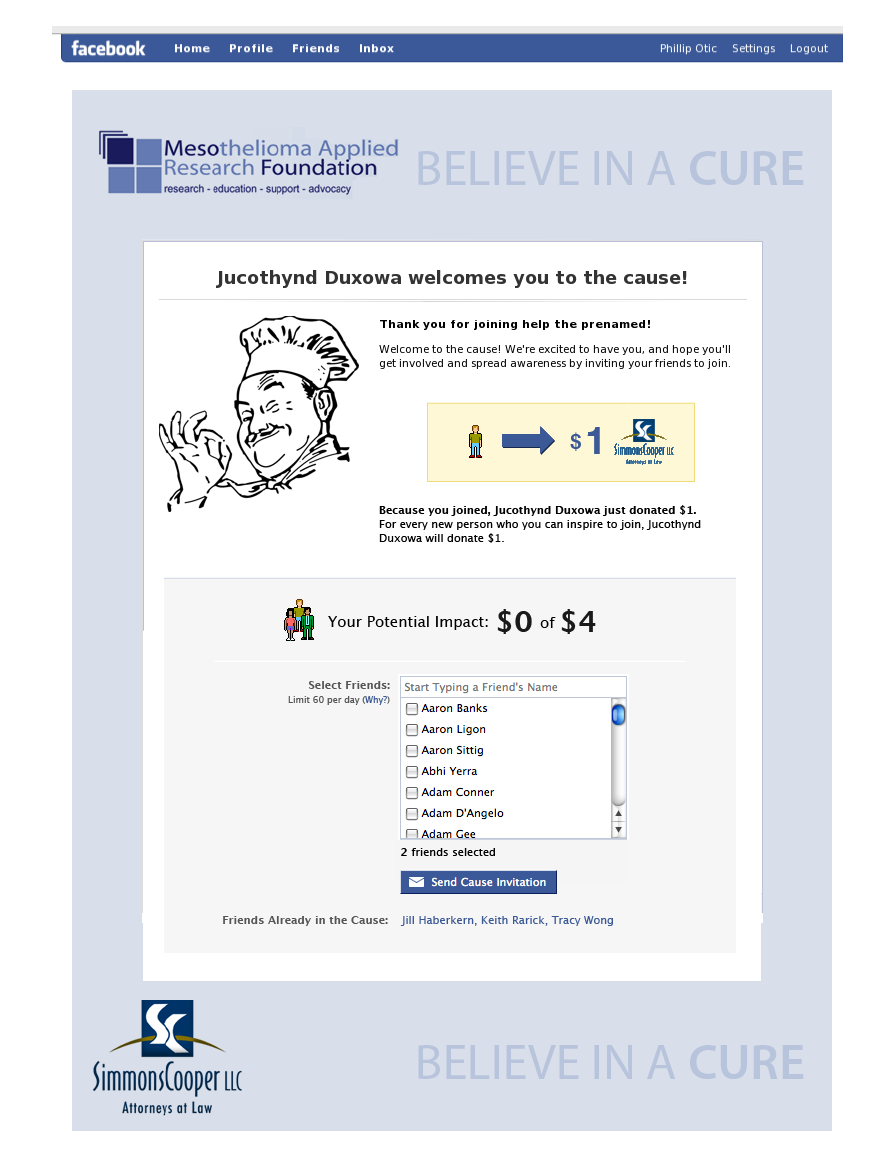 facebook Home Profile Friends Inbox Phillip Otic Settings Logout
Mesothelioma Applied
Research Foundation
research - education - support - advocacy
BELIEVE IN A CURE
Jucothynd Duxowa welcomes you to the cause!
Thank you for joining help the prenamed!
Welcome to the cause! We're excited to have you, and hope you'll
get involved and spread awareness by inviting your friends to join.
$1
SimmonsCooper LLC
Attorneys at Law
Because you joined, Jucothynd Duxowa just donated $1.
For every new person who you can inspire to join, Jucothynd
Duxowa will donate $1.
Your Potential Impact: $0 of $4
Select Friends:
Limit 60 per day (Why?)
Start Typing a Friend's Name
Aaron Banks
Aaron Ligon
Aaron Sittig
Abhi Yerra
Adam Conner
Adam D'Angelo
Adam Gee
2 friends selected
Send Cause Invitation
Friends Already in the Cause: Jill Haberkern, Keith Rarick, Tracy Wong
SC
SimmonsCooper LLC
Attorneys at Law
BELIEVE IN A CURE